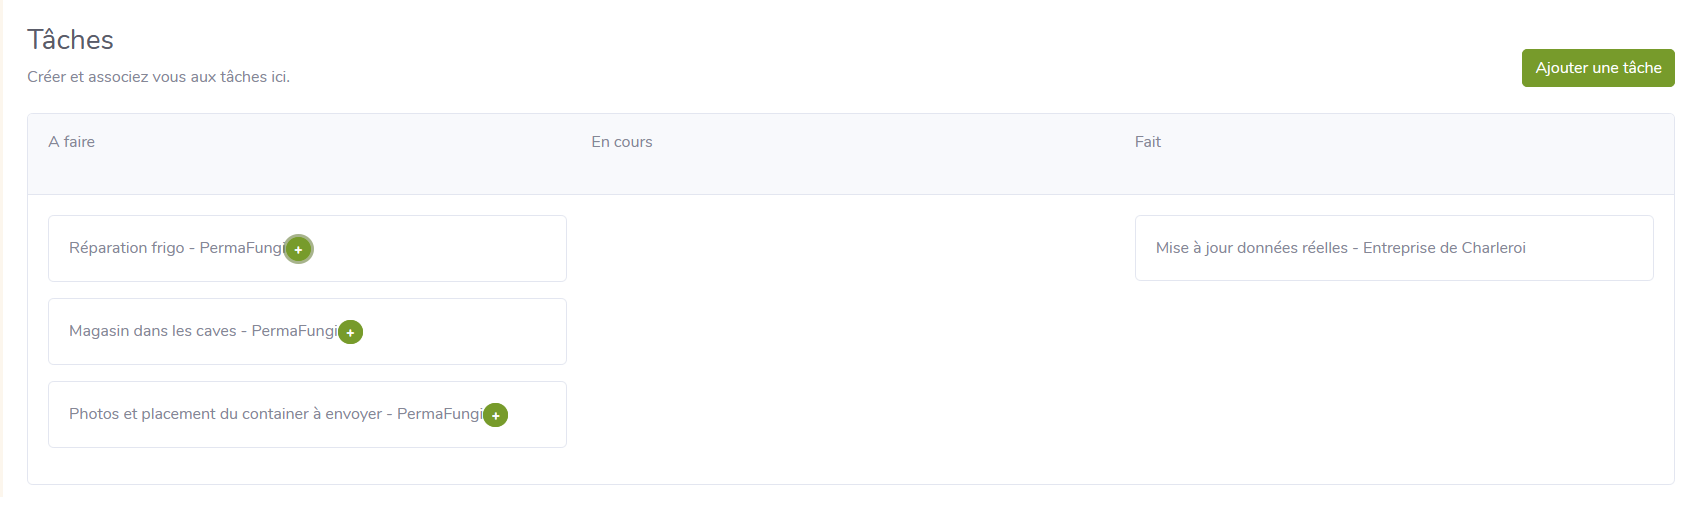 Tâches
Créer et associez vous aux tâches ici.
Ajouter une tâche
A faire
En cours
Fait
Réparation frigo - PermaFungi +
Mise à jour données réelles - Entreprise de Charleroi
Magasin dans les caves - PermaFungi +
Photos et placement du container à envoyer - PermaFungi +